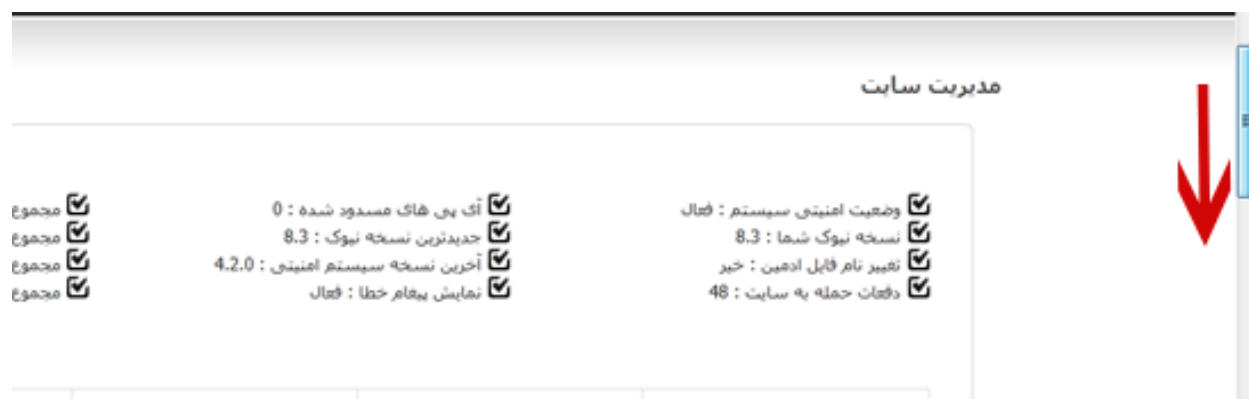 مدیریت سایت
وضعیت امنیتی سیستم : فعال
نسخه نیوک شما : 8.3
تغییر نام فایل ادمین : خیر
دفعات حمله به سایت : 48
آی پی های مسدود شده : 0
جدیدترین نسخه نیوک : 8.3
آخرین نسخه سیستم امنیتی : 4.2.0
نمایش پیغام خطا : فعال
مجموع
مجموع
مجموع
مجموع